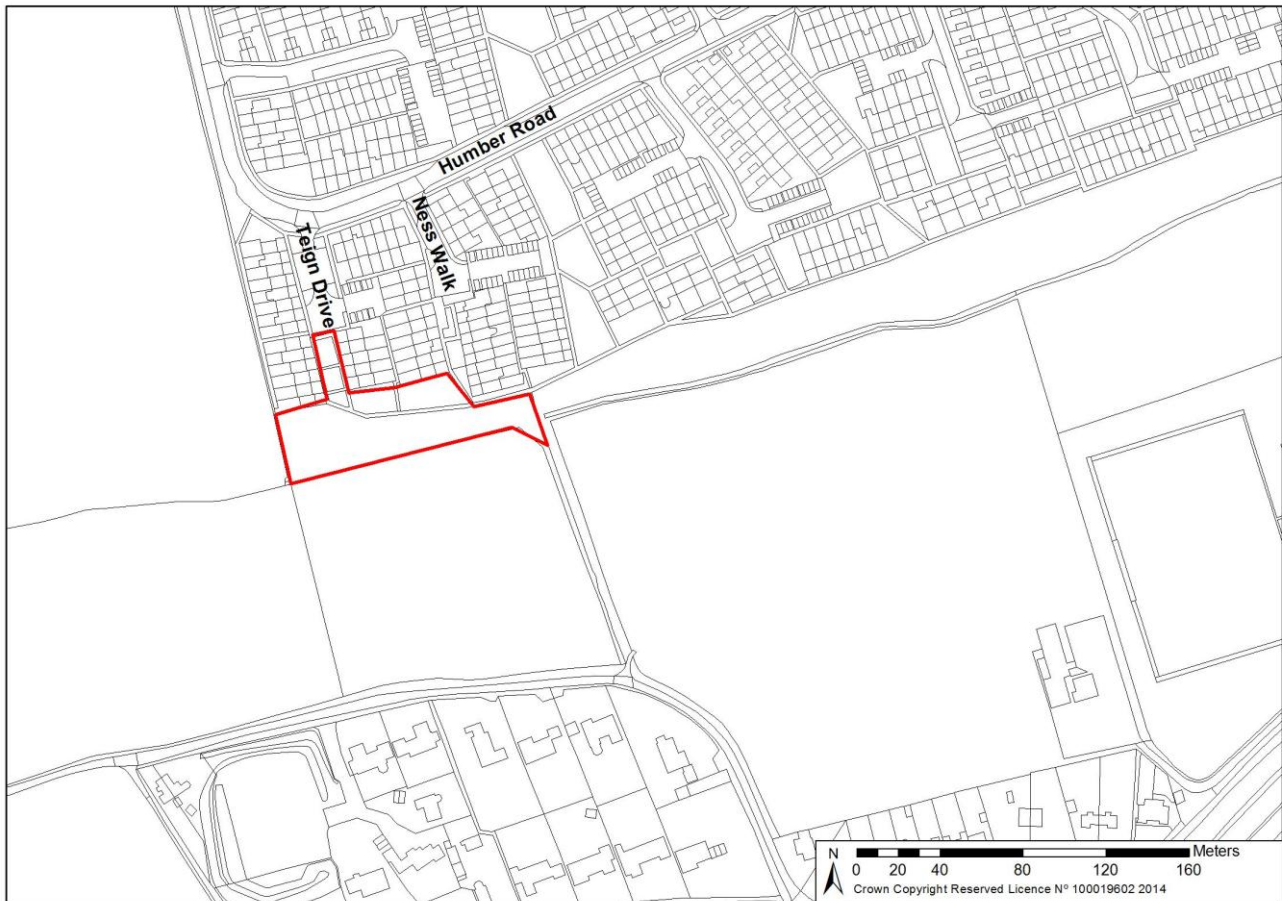 Humber Road
Ness Walk
Teign Drive
N
Meters
0 20 40 80 120 160
Crown Copyright Reserved Licence Nº 100019602 2014